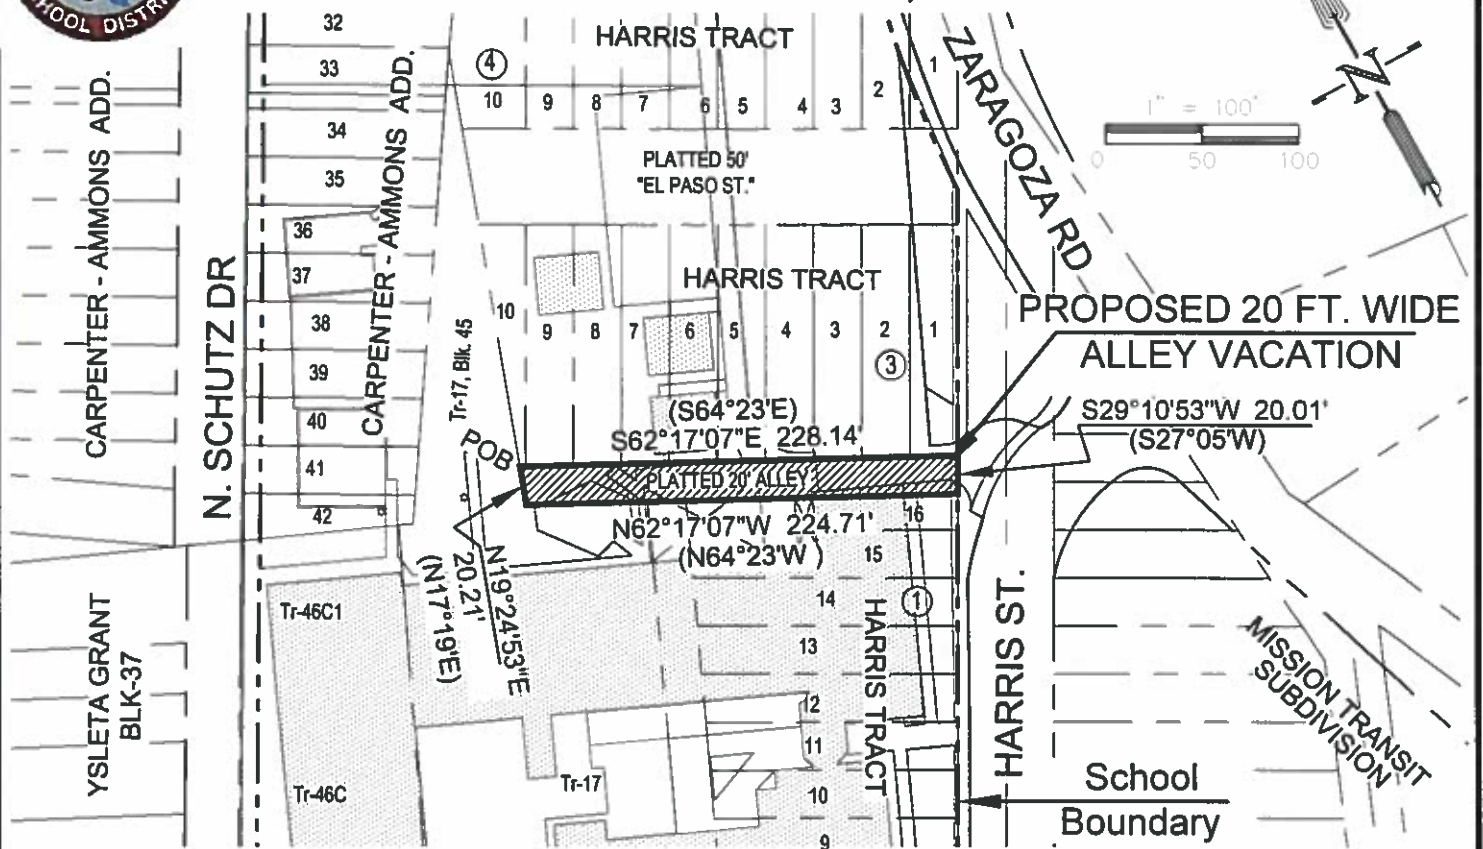 SCHOOL DISTRI
32
33
34
35
36
37
38
39
40
41
42
CARPENTER - AMMONS ADD.
N. SCHUTZ DR
CARPENTER - AMMONS ADD.
HARRIS TRACT
4
10 9 8 7 6 5 4 3 2 1
PLATTED 50'
"EL PASO ST."
ZARAGOZA RD
1" = 100'
0 50 100
HARRIS TRACT
10 9 8 7 6 5 4 3 2 1
3
Tr-17, Blk. 45
PROPOSED 20 FT. WIDE
ALLEY VACATION
(S64°23'E)
S62°17'07"E 228.14'
S29°10'53"W 20.01'
(S27°05'W)
POB
PLATTED 20' ALLEY
N62°17'07"W 224.71'
(N64°23'W )
N19°24'53"E
20.21'
(N17°19'E)
16
15
14
13
12
11
10
9
1
HARRIS TRACT
HARRIS ST.
Tr-46C1
Tr-46C
Tr-17
YSLETA GRANT
BLK-37
MISSION TRANSIT
SUBDIVISION
School
Boundary